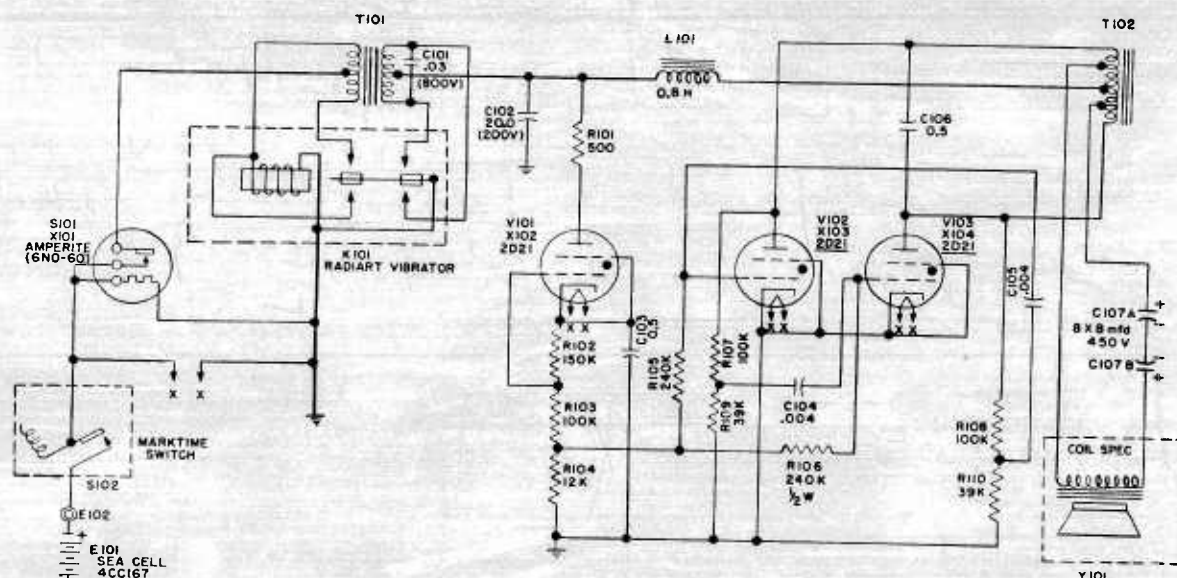 T101
C101
.03
(800V)
L101
0.8 H
T102
C102
20.0
(200V)
R101
500
C106
0.5
S101
X101
AMPERITE
(6NO-60)
K101
RADIART VIBRATOR
V101
X102
2D21
V102
X103
2D21
V103
X104
2D21
C105
.004
C107A
8 X 8 mfd
450 V
C107B
R102
150K
C103
0.5
R105
240K
R107
100K
R103
100K
R109
39K
C104
.004
R104
12K
R106
240K
½ W
R108
100K
R110
39K
X X
X X
X X
X X
MARKTIME
SWITCH
S102
E102
E101
SEA CELL
4CC167
COIL SPEC
Y101